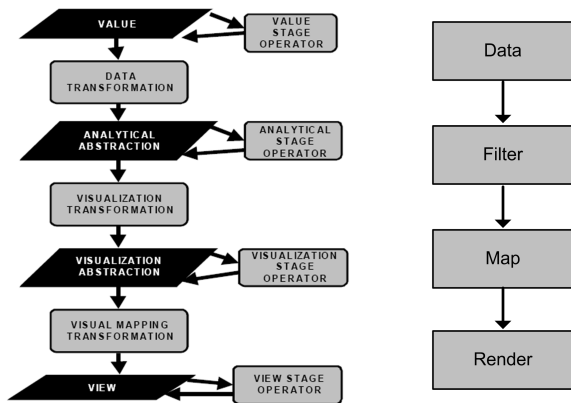 VALUE
VALUE
STAGE
OPERATOR
DATA
TRANSFORMATION
ANALYTICAL
ABSTRACTION
ANALYTICAL
STAGE
OPERATOR
VISUALIZATION
TRANSFORMATION
VISUALIZATION
ABSTRACTION
VISUALIZATION
STAGE
OPERATOR
VISUAL MAPPING
TRANSFORMATION
VIEW
VIEW STAGE
OPERATOR
Data
Filter
Map
Render